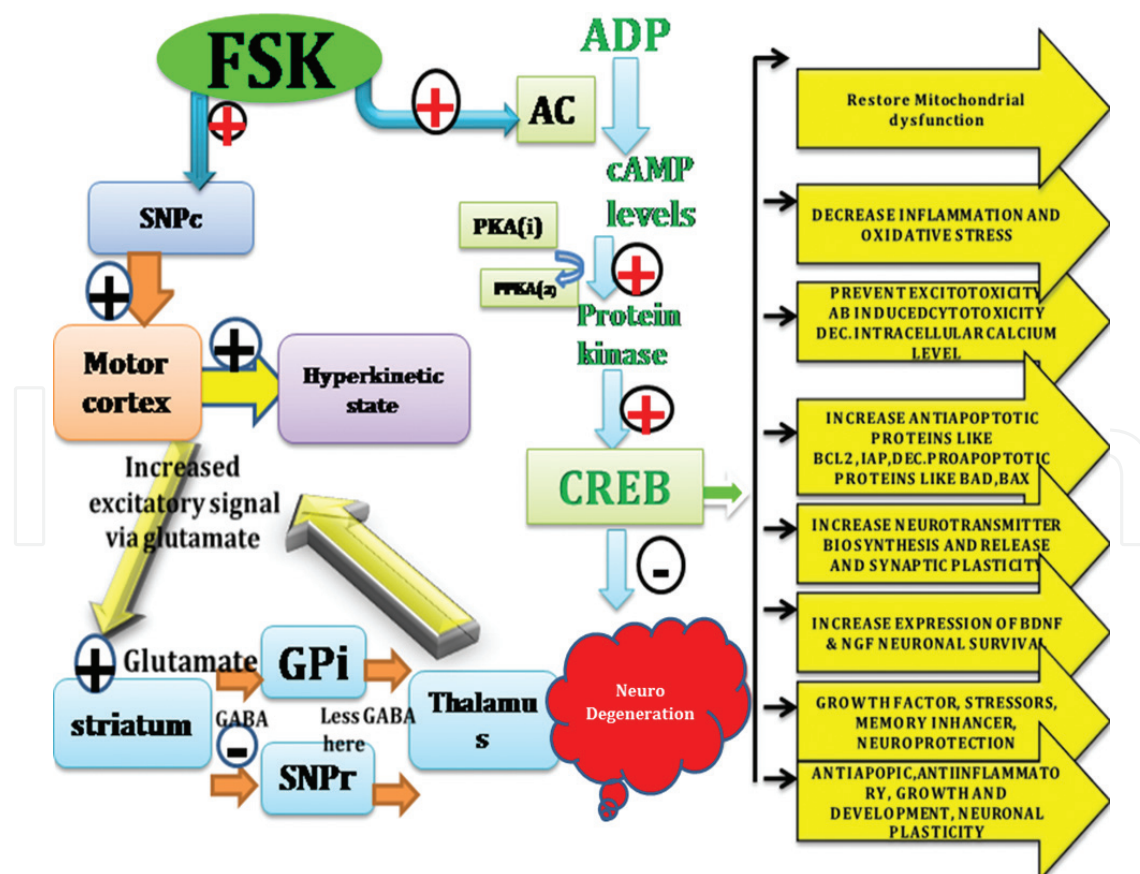 FSK
ADP
AC
SNPc
cAMP
levels
PKA(i)
Protein
kinase
Motor
cortex
Hyperkinetic
state
CREB
Increased
excitatory signal
via glutamate
Glutamate
striatum
GABA
GPi
SNPr
Less GABA
here
Thalamu
s
Neuro
Degeneration
Restore Mitochondrial
dysfunction
DECREASE INFLAMMATION AND
OXIDATIVE STRESS
PREVENT EXCITOTOXICITY
AB INDUCEDCYTOTOXICITY
DEC.INTRACELLULAR CALCIUM
LEVEL
INCREASE ANTIAPOPTOTIC
PROTEINS LIKE
BCL2,IAP,DEC.PROAPOPTOTIC
PROTEINS LIKE BAD,BAX
INCREASE NEUROTRANSMITTER
BIOSYNTHESIS AND RELEASE
AND SYNAPTIC PLASTICITY
INCREASE EXPRESSION OF BDNF
& NGF NEURONAL
GROWTH FACTOR, STRESSORS,
MEMORY INHANCER,
NEUROPROTECTION
ANTIAPOPIC,ANTIINFLAMMATO
RY, GROWTH AND
DEVELOPMENT, NEURONAL
PLASTICITY